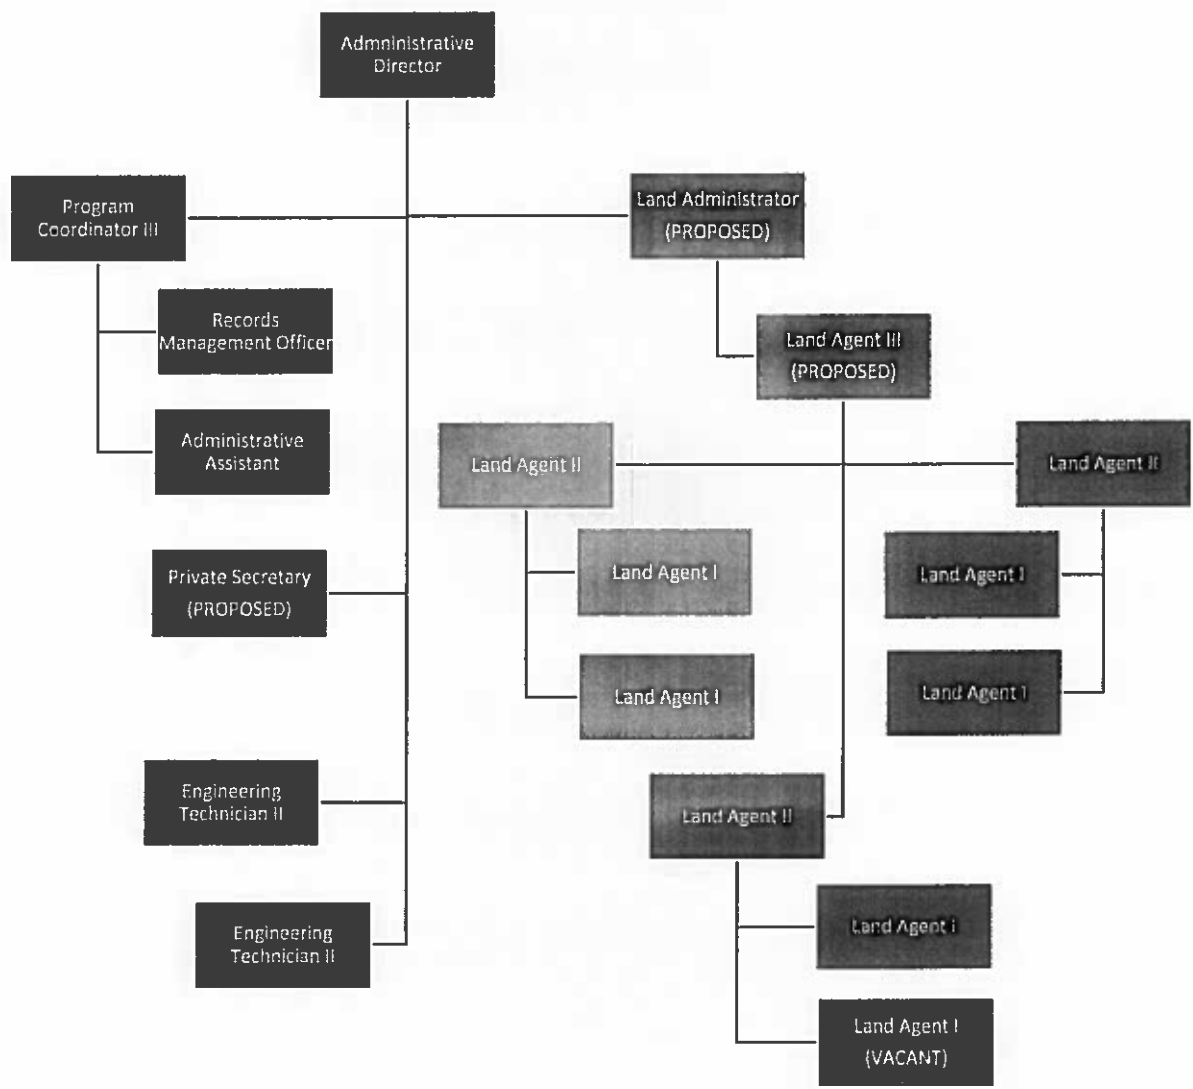 Admninistrative
Director
Program
Coordinator III
Land Administrator
(PROPOSED)
Records
Management Officer
Land Agent III
(PROPOSED)
Administrative
Assistant
Land Agent II
Land Agent II
Private Secretary
(PROPOSED)
Land Agent I
Land Agent I
Land Agent I
Land Agent I
Engineering
Technician II
Land Agent II
Engineering
Technician II
Land Agent I
Land Agent I
(VACANT)